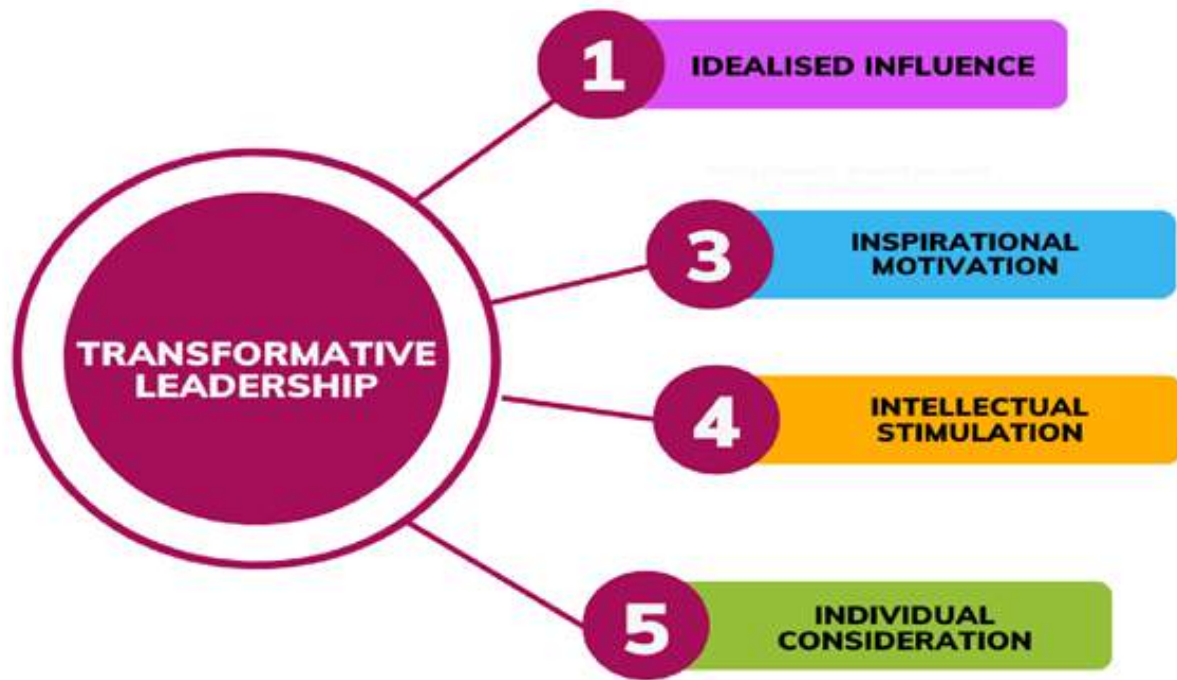 1
IDEALISED INFLUENCE
3
INSPIRATIONAL
MOTIVATION
TRANSFORMATIVE
LEADERSHIP
4
INTELLECTUAL
STIMULATION
5
INDIVIDUAL
CONSIDERATION